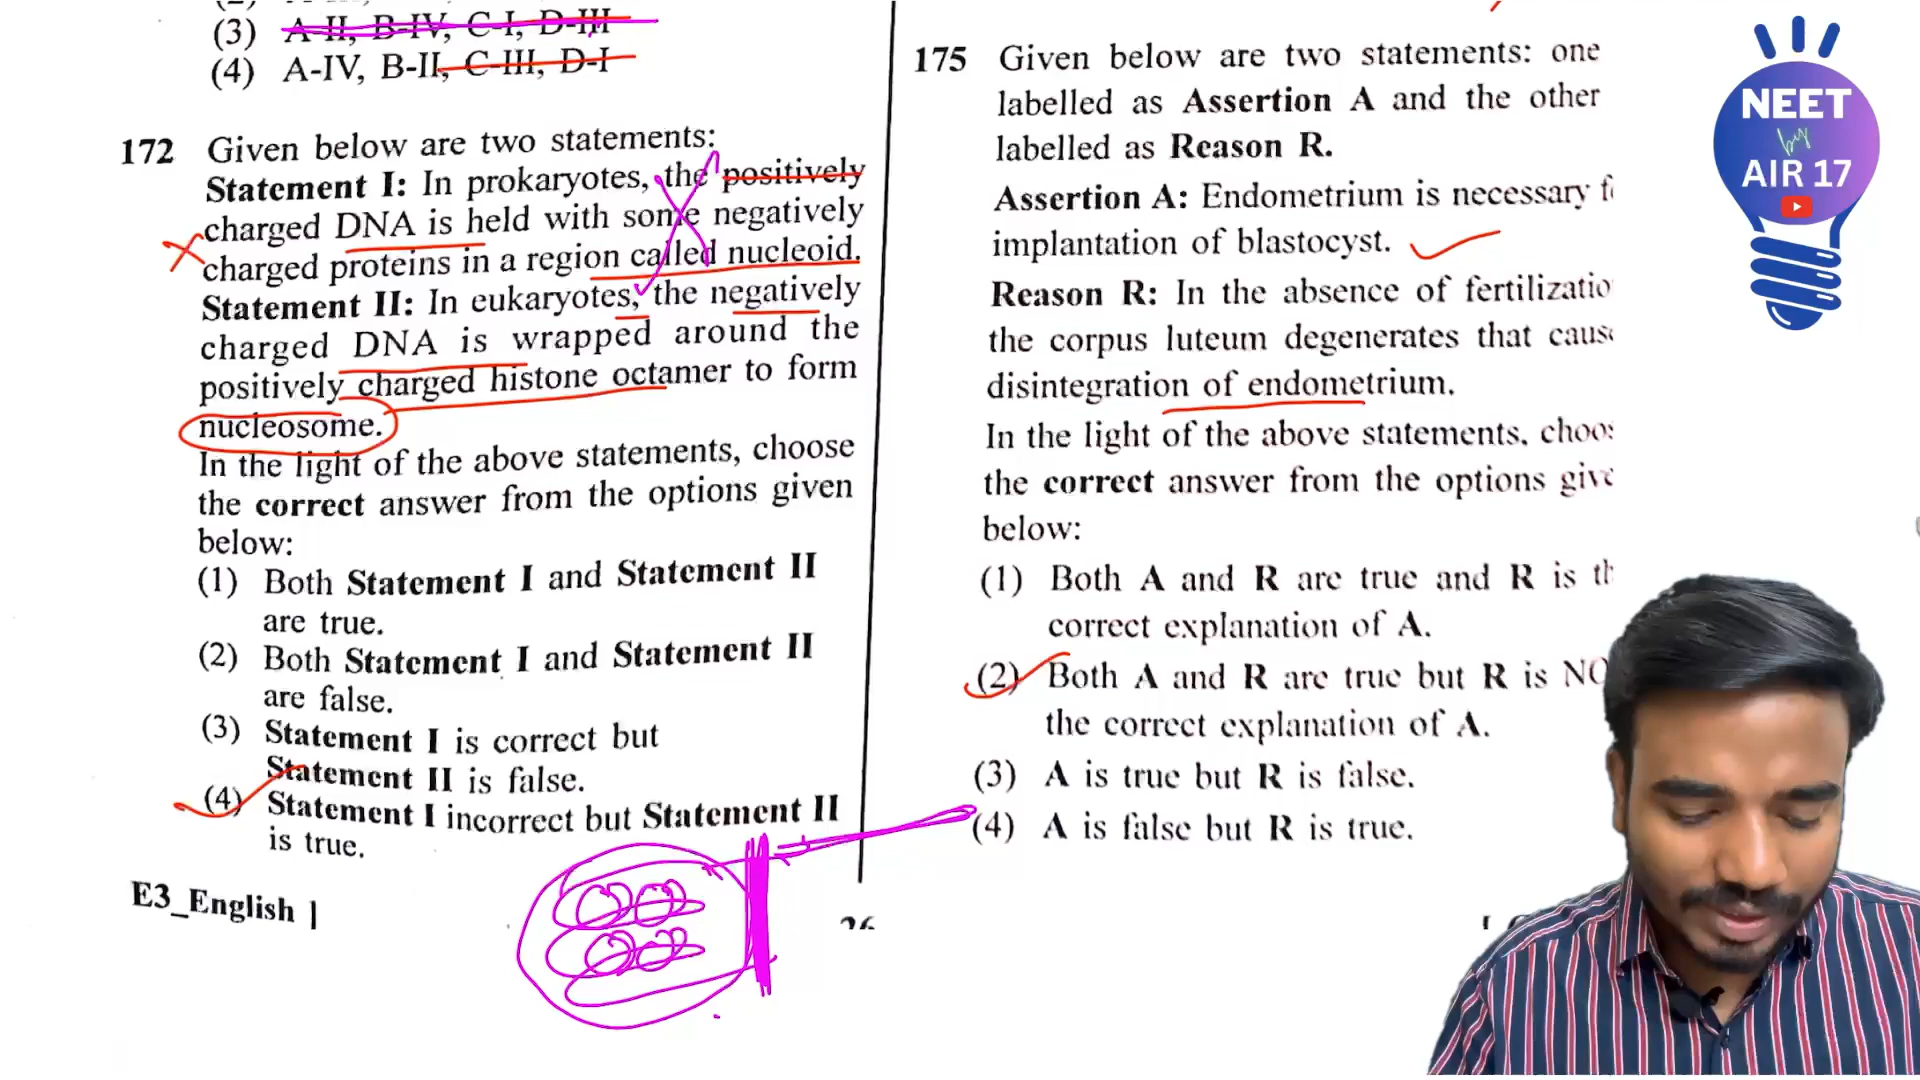 (3) A-II, B-IV, C-I, D-III
(4) A-IV, B-II, C-III, D-I
172 Given below are two statements:
Statement I: In prokaryotes, the positively
charged DNA is held with some negatively
charged proteins in a region called nucleoid.
Statement II: In eukaryotes, the negatively
charged DNA is wrapped around the
positively charged histone octamer to form
nucleosome.
In the light of the above statements, choose
the correct answer from the options given
below:
(1) Both Statement I and Statement II
are true.
(2) Both Statement I and Statement II
are false.
(3) Statement I is correct but
Statement II is false.
(4) Statement I incorrect but Statement II
is true.
E3_English ]
26
175 Given below are two statements: one
labelled as Assertion A and the other
labelled as Reason R.
Assertion A: Endometrium is necessary
implantation of blastocyst.
Reason R: In the absence of fertilizatio
the corpus luteum degenerates that caus
disintegration of endometrium.
In the light of the above statements, choo
the correct answer from the options giv
below:
(1) Both A and R are true and R is
correct explanation of A.
(2) Both A and R are true but R is NO
the correct explanation of A.
(3) A is true but R is false.
(4) A is false but R is true.
NEET
by
AIR 17